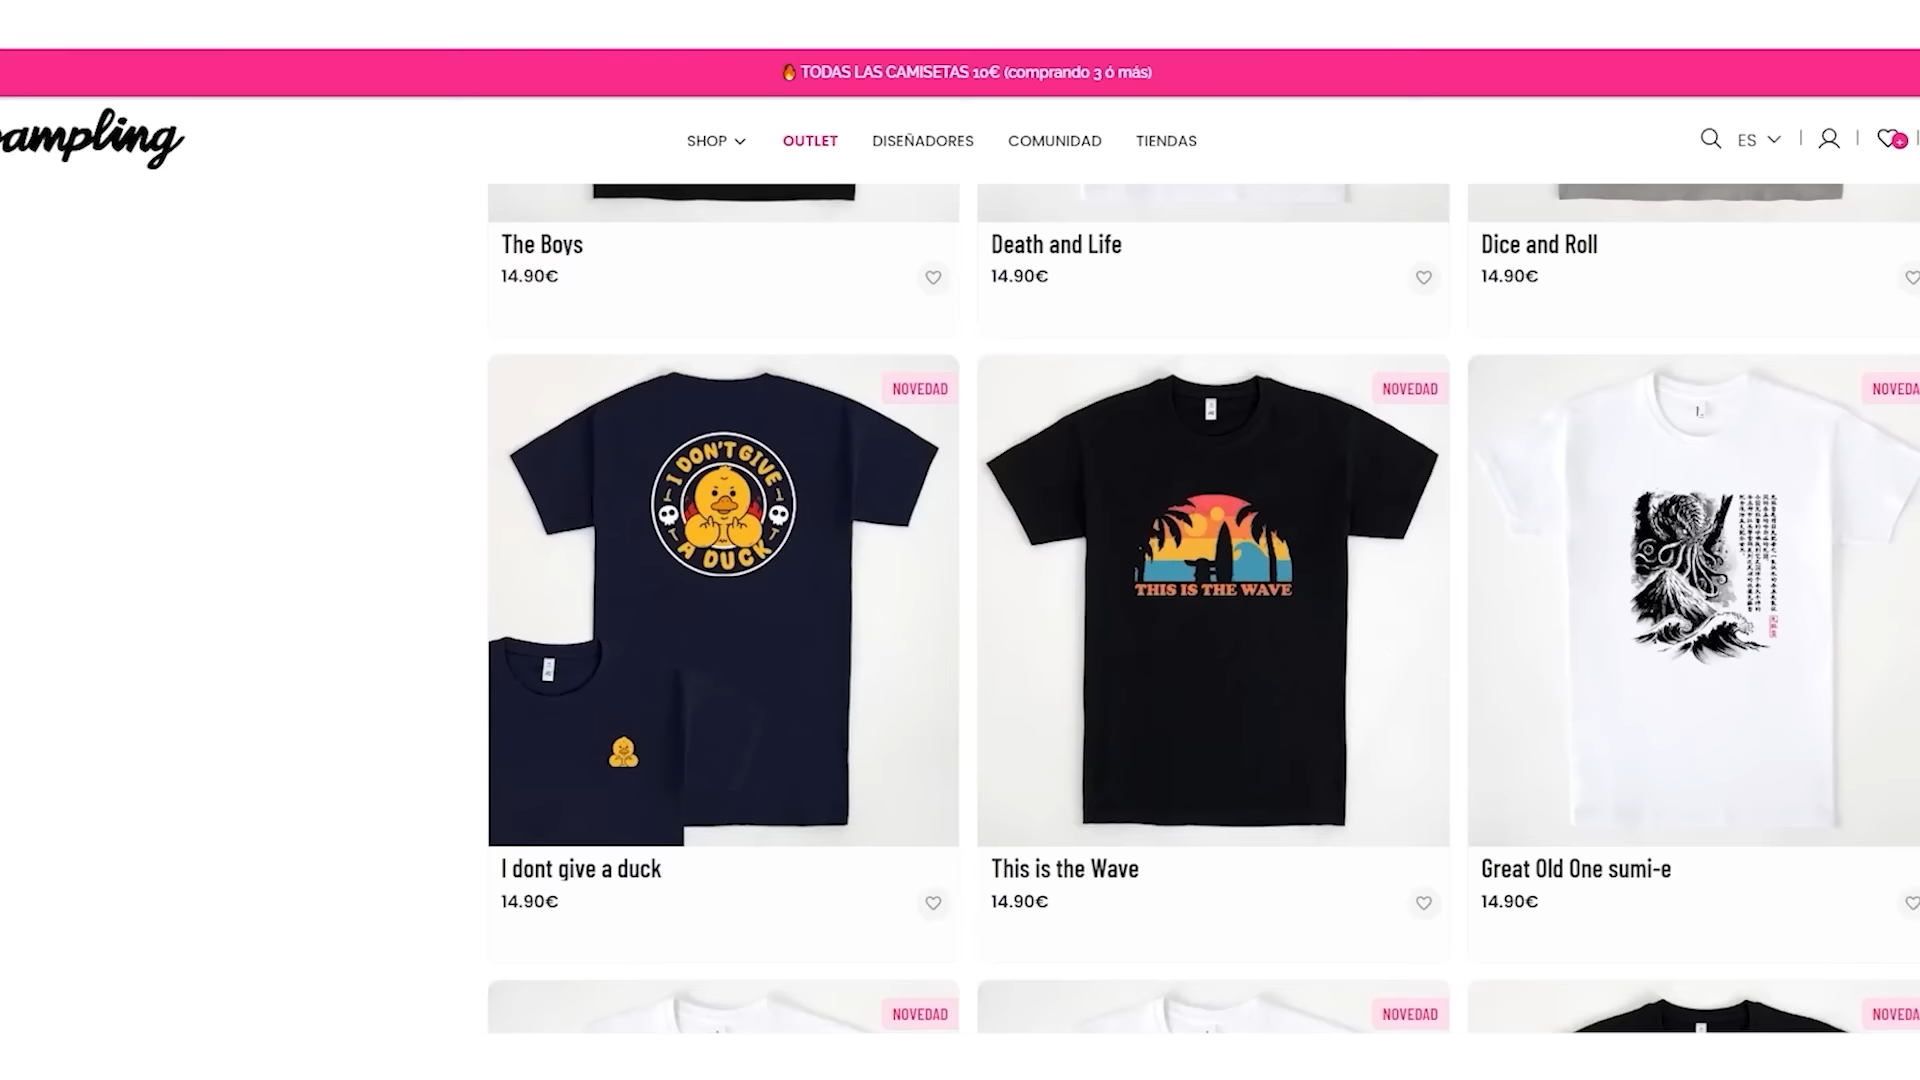 🔥 TODAS LAS CAMISETAS 10€ (comprando 3 ó más)
pampling
SHOP
OUTLET
DISEÑADORES
COMUNIDAD
TIENDAS
ES
The Boys
14.90€
Death and Life
14.90€
Dice and Roll
14.90€
NOVEDAD
I DON'T GIVE
A DUCK
I dont give a duck
14.90€
NOVEDAD
THIS IS THE WAVE
This is the Wave
14.90€
NOVEDA
Great Old One sumi-e
14.90€
NOVEDAD
NOVEDAD
NOVEDA